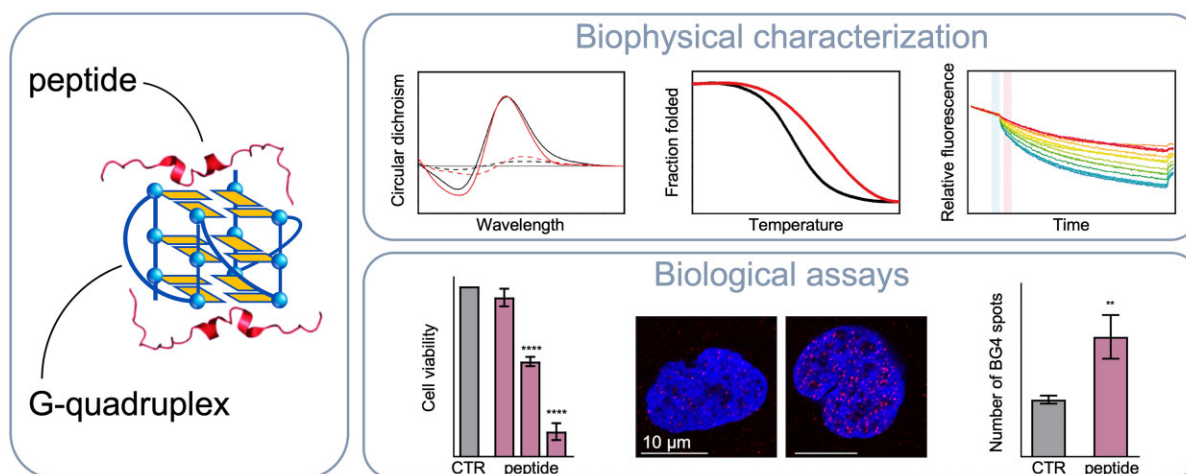 peptide
G-quadruplex
Biophysical characterization
Circular dichroism
Wavelength
Fraction folded
Temperature
Relative fluorescence
Time
Biological assays
Cell viability
****
****
CTR
peptide
10 µm
Number of BG4 spots
**
CTR
peptide